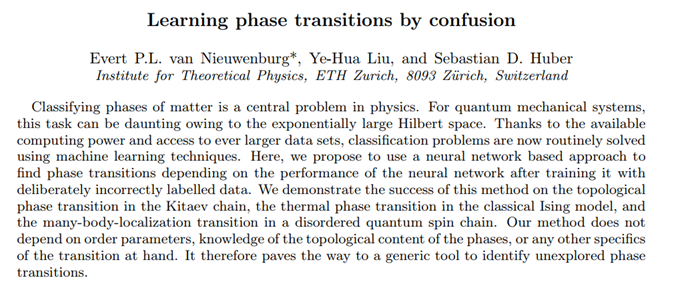 Learning phase transitions by confusion
Evert P.L. van Nieuwenburg*, Ye-Hua Liu, and Sebastian D. Huber
Institute for Theoretical Physics, ETH Zurich, 8093 Zürich, Switzerland
Classifying phases of matter is a central problem in physics. For quantum mechanical systems,
this task can be daunting owing to the exponentially large Hilbert space. Thanks to the available
computing power and access to ever larger data sets, classification problems are now routinely solved
using machine learning techniques. Here, we propose to use a neural network based approach to
find phase transitions depending on the performance of the neural network after training it with
deliberately incorrectly labelled data. We demonstrate the success of this method on the topological
phase transition in the Kitaev chain, the thermal phase transition in the classical Ising model, and
the many-body-localization transition in a disordered quantum spin chain. Our method does not
depend on order parameters, knowledge of the topological content of the phases, or any other specifics
of the transition at hand. It therefore paves the way to a generic tool to identify unexplored phase
transitions.